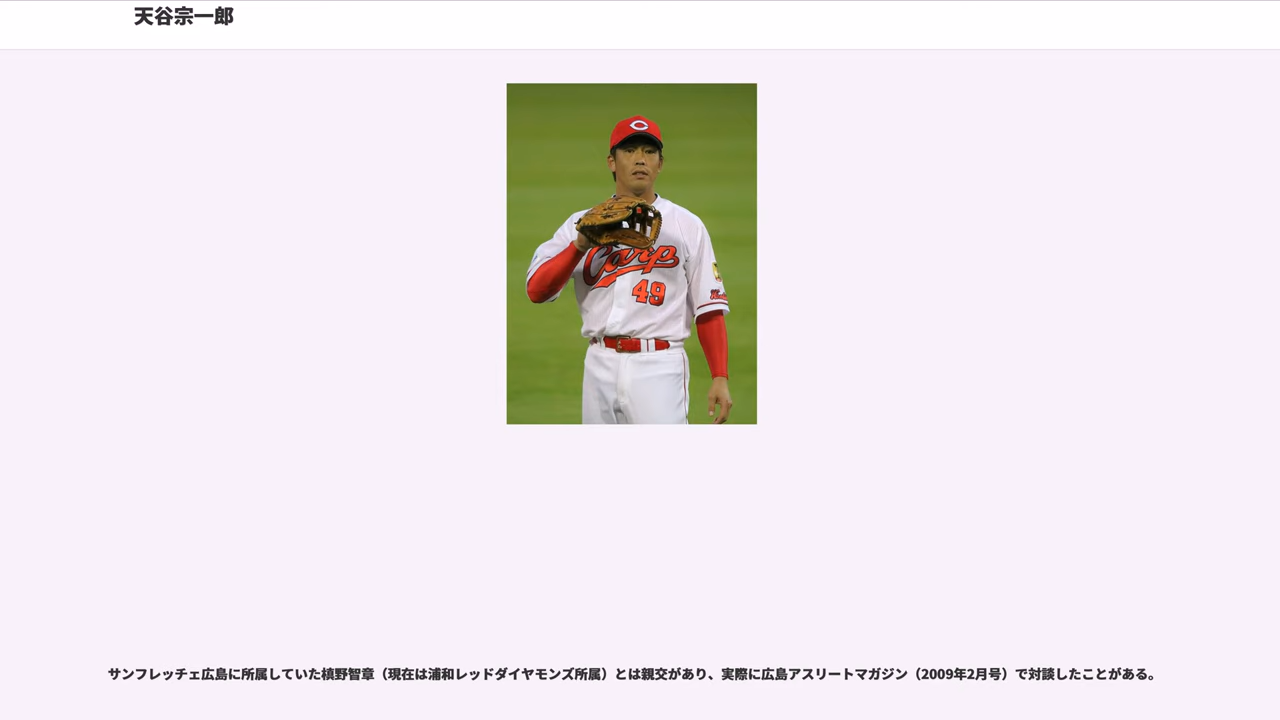 天谷宗一郎
C
Carp
49
サンフレッチェ広島に所属していた槙野智章（現在は浦和レッドダイヤモンズ所属）とは親交があり、実際に広島アスリートマガジン（2009年2月号）で対談したことがある。